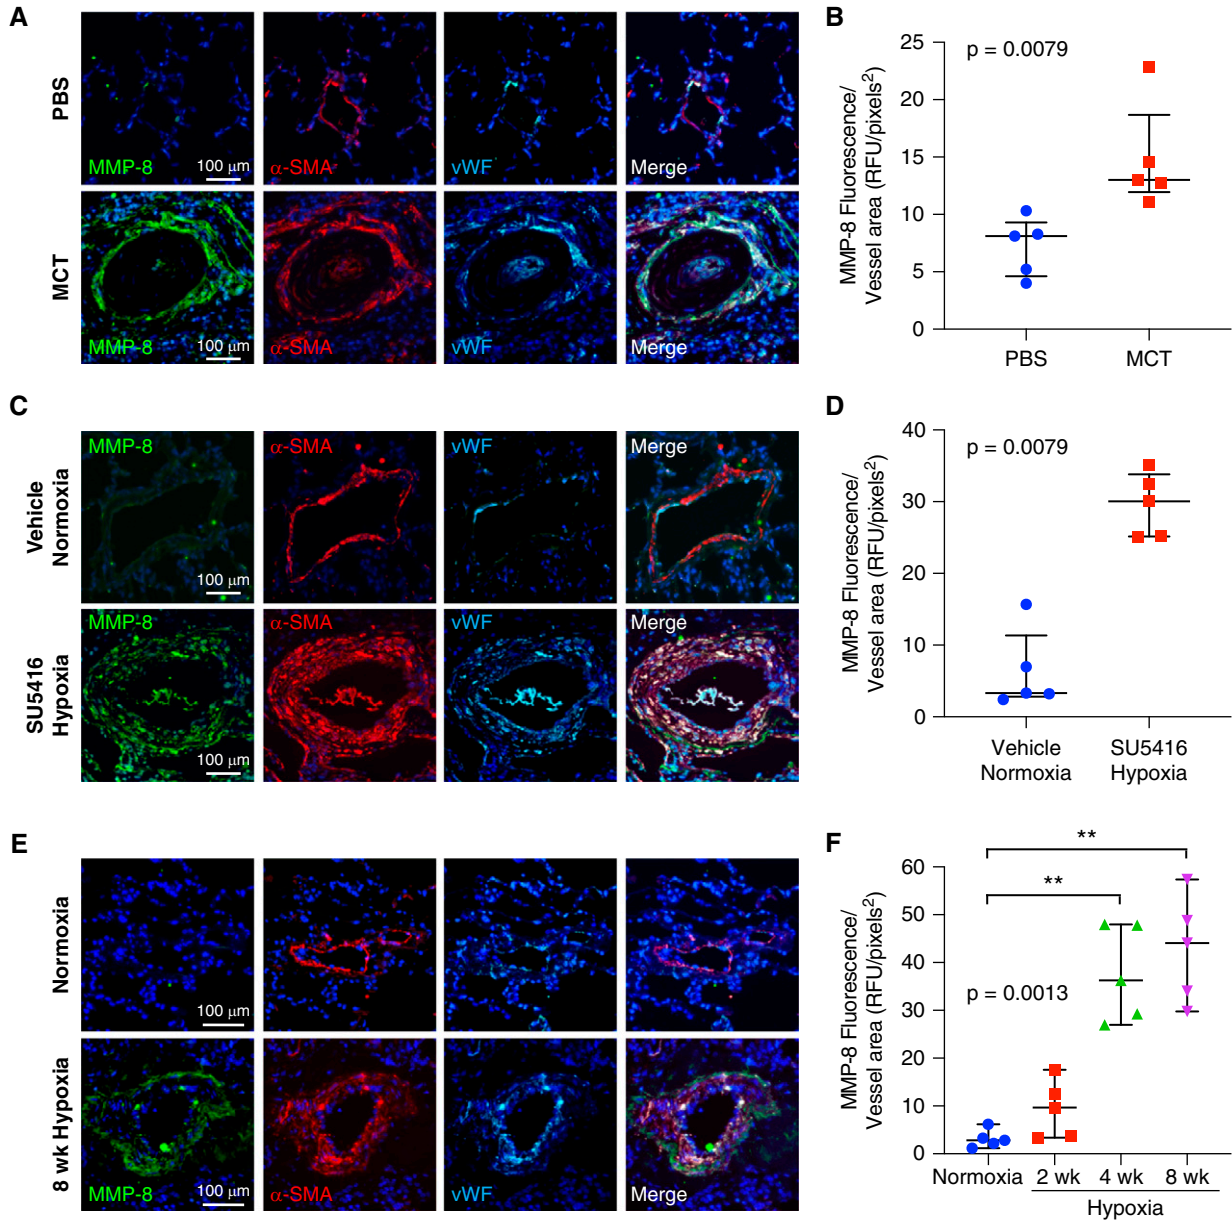 A
PBS
MMP-8
100 μm
α-SMA
vWF
Merge
MCT
MMP-8
100 μm
α-SMA
vWF
Merge
B
p = 0.0079
MMP-8 Fluorescence/
Vessel area (RFU/pixels²)
25
20
15
10
5
0
PBS
MCT
C
Vehicle
Normoxia
MMP-8
100 μm
α-SMA
vWF
Merge
SU5416
Hypoxia
MMP-8
100 μm
α-SMA
vWF
Merge
D
p = 0.0079
MMP-8 Fluorescence/
Vessel area (RFU/pixels²)
40
30
20
10
0
Vehicle
Normoxia
SU5416
Hypoxia
E
Normoxia
100 μm
8 wk Hypoxia
MMP-8
100 μm
α-SMA
vWF
Merge
F
**
**
p = 0.0013
MMP-8 Fluorescence/
Vessel area (RFU/pixels²)
60
50
40
30
20
10
0
Normoxia
2 wk
4 wk
8 wk
Hypoxia